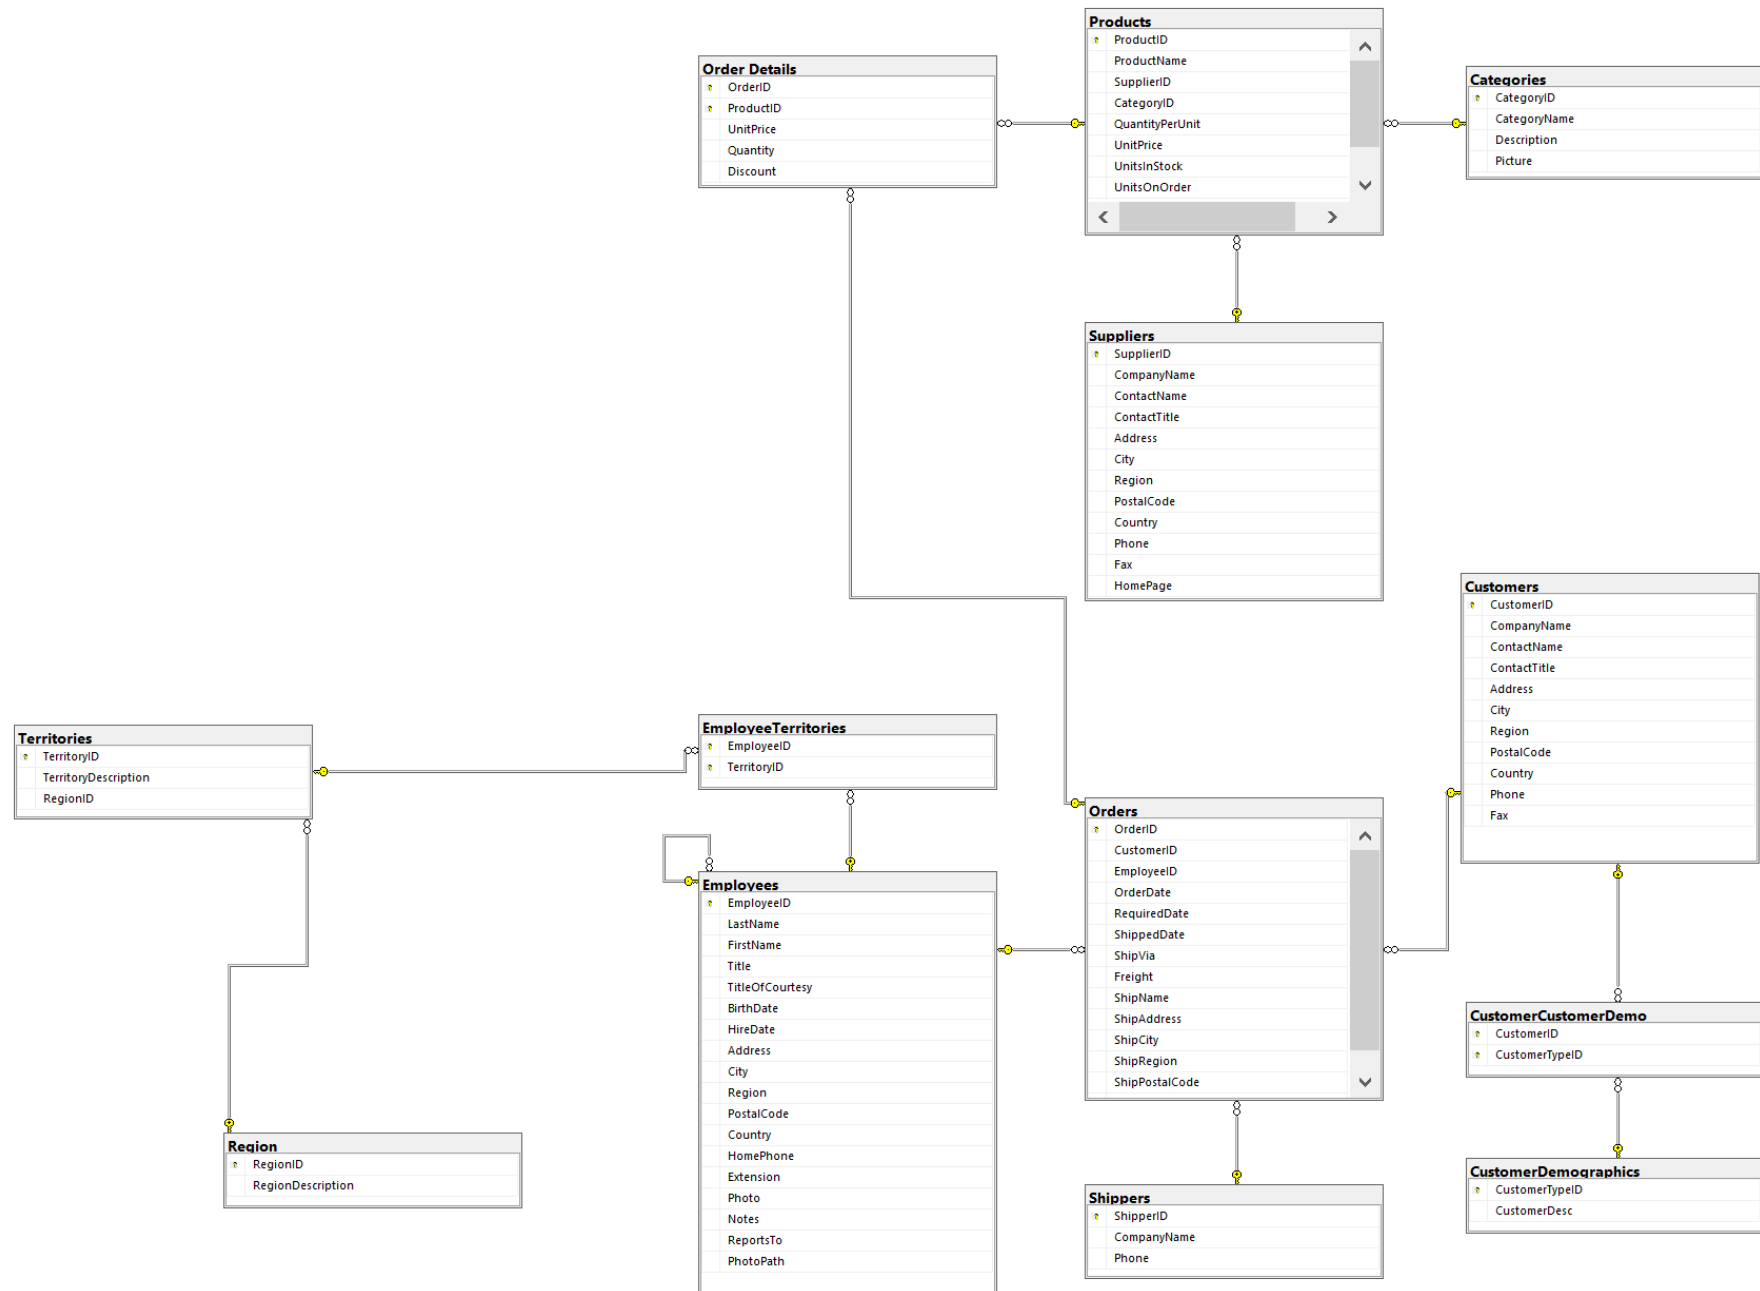 Products
ProductID
ProductName
SupplierID
CategoryID
QuantityPerUnit
UnitPrice
UnitsInStock
UnitsOnOrder
Order Details
OrderID
ProductID
UnitPrice
Quantity
Discount
Categories
CategoryID
CategoryName
Description
Picture
Suppliers
SupplierID
CompanyName
ContactName
ContactTitle
Address
City
Region
PostalCode
Country
Phone
Fax
HomePage
Customers
CustomerID
CompanyName
ContactName
ContactTitle
Address
City
Region
PostalCode
Country
Phone
Fax
Territories
TerritoryID
TerritoryDescription
RegionID
EmployeeTerritories
EmployeeID
TerritoryID
Orders
OrderID
CustomerID
EmployeeID
OrderDate
RequiredDate
ShippedDate
ShipVia
Freight
ShipName
ShipAddress
ShipCity
ShipRegion
ShipPostalCode
Employees
EmployeeID
LastName
FirstName
Title
TitleOfCourtesy
BirthDate
HireDate
Address
City
Region
PostalCode
Country
HomePhone
Extension
Photo
Notes
ReportsTo
PhotoPath
CustomerCustomerDemo
CustomerID
CustomerTypeID
Region
RegionID
RegionDescription
CustomerDemographics
CustomerTypeID
CustomerDesc
Shippers
ShipperID
CompanyName
Phone